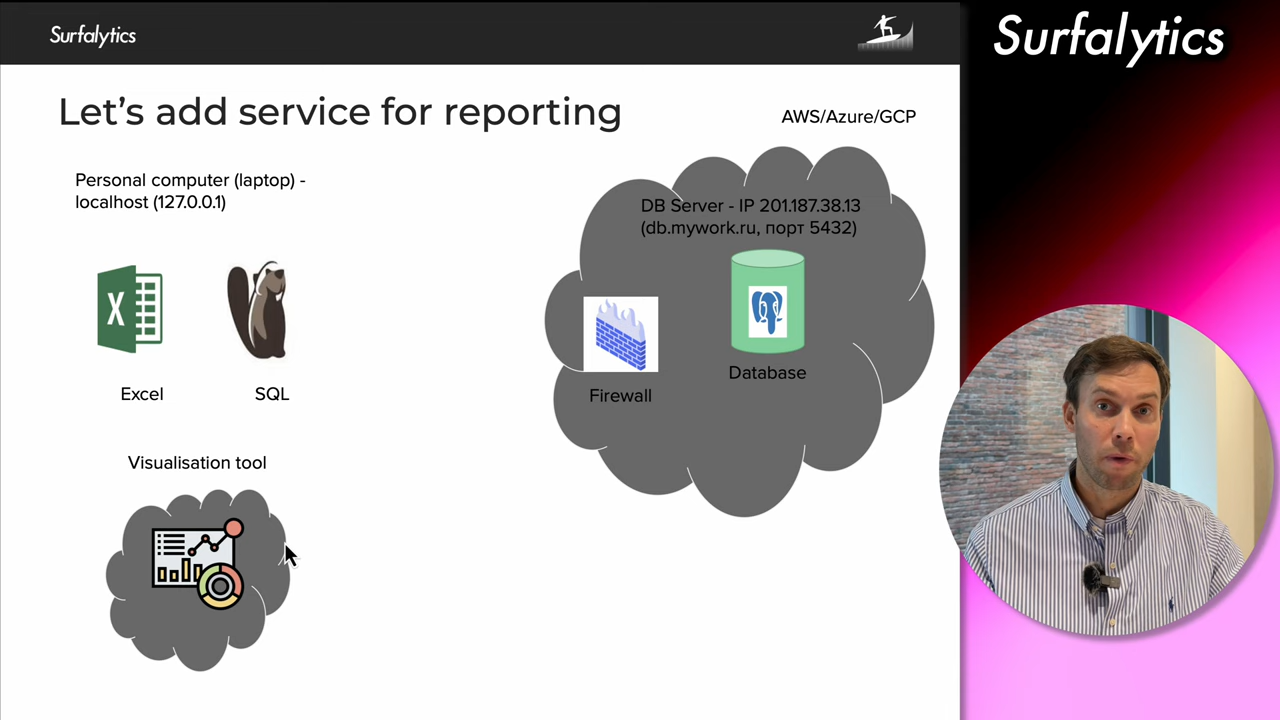 Surfalytics
Surfalytics
Let's add service for reporting
AWS/Azure/GCP
Personal computer (laptop) -
localhost (127.0.0.1)
DB Server - IP 201.187.38.13
(db.mywork.ru, порт 5432)
X
Excel
SQL
Firewall
Database
Visualisation tool